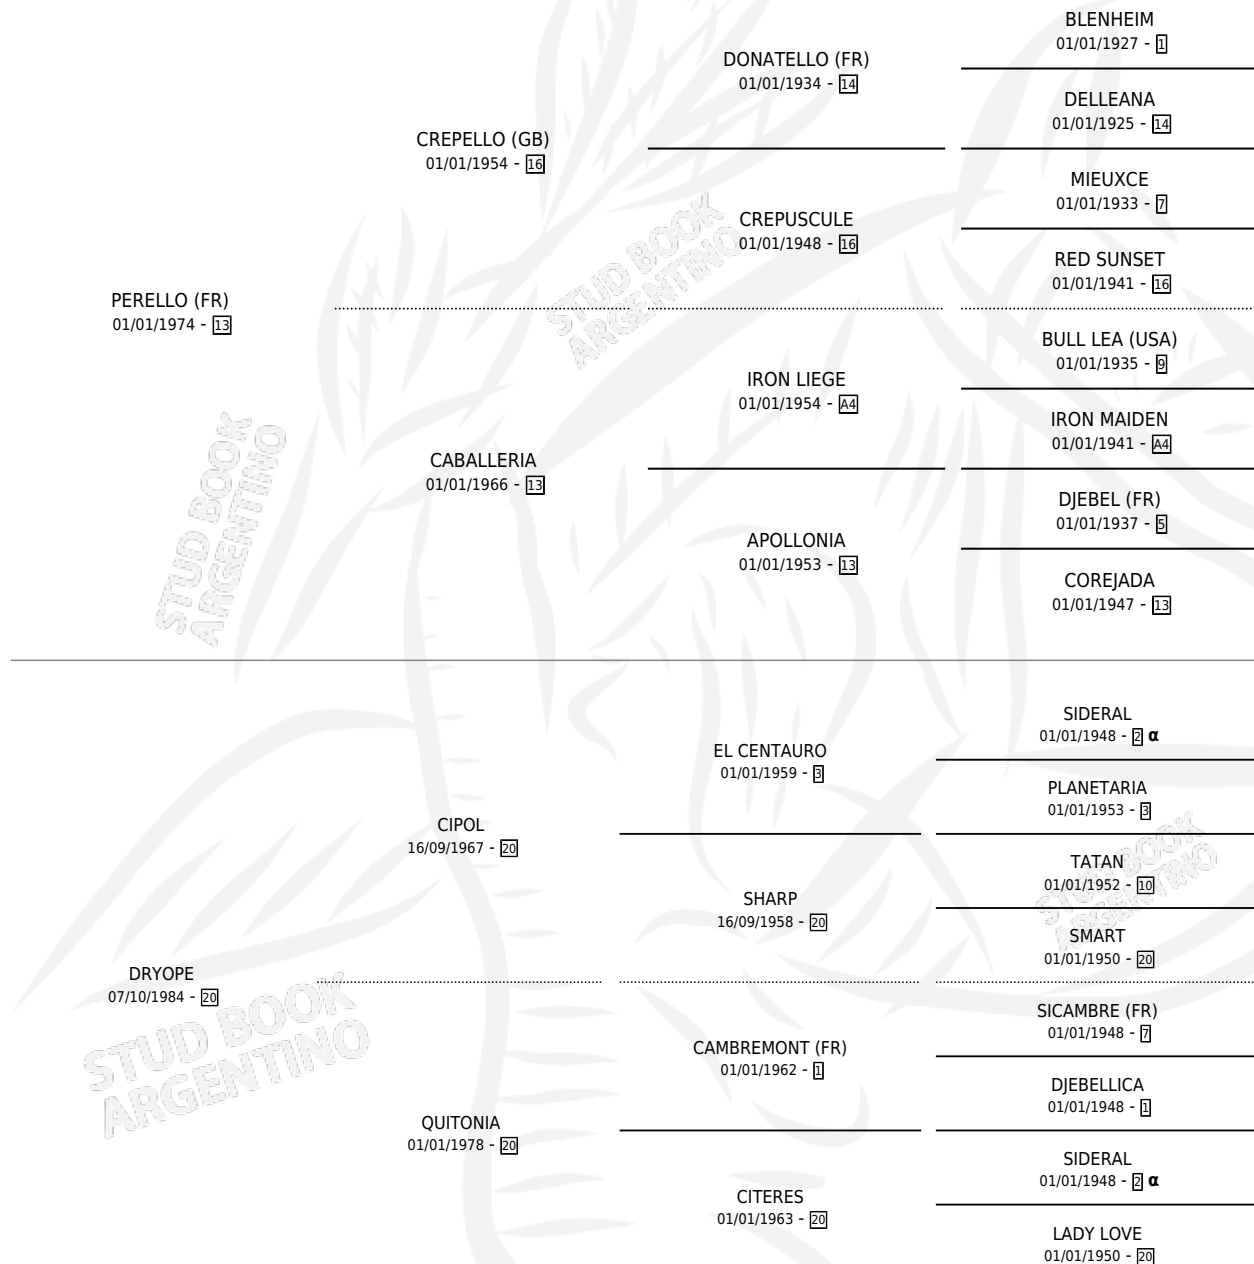 BLENHEIM
01/01/1927 - 1
DONATELLO (FR)
01/01/1934 - 14
DELLEANA
01/01/1925 - 14
CREPELLO (GB)
01/01/1954 - 16
MIEUXCE
01/01/1933 - 7
CREPUSCULE
01/01/1948 - 16
RED SUNSET
01/01/1941 - 16
PERELLO (FR)
01/01/1974 - 13
BULL LEA (USA)
01/01/1935 - 9
IRON LIEGE
01/01/1954 - A4
IRON MAIDEN
01/01/1941 - A4
CABALLERIA
01/01/1966 - 13
DJEBEL (FR)
01/01/1937 - 5
APOLLONIA
01/01/1953 - 13
COREJADA
01/01/1947 - 13
SIDERAL
01/01/1948 - 2 α
EL CENTAURO
01/01/1959 - 3
PLANETARIA
01/01/1953 - 3
CIPOL
16/09/1967 - 20
TATAN
01/01/1952 - 10
SHARP
16/09/1958 - 20
SMART
01/01/1950 - 20
DRYOPE
07/10/1984 - 20
SICAMBRE (FR)
01/01/1948 - 7
CAMBREMONT (FR)
01/01/1962 - 1
DJEBELLICA
01/01/1948 - 1
QUITONIA
01/01/1978 - 20
SIDERAL
01/01/1948 - 2 α
CITERES
01/01/1963 - 20
LADY LOVE
01/01/1950 - 20
STUD BOOK
ARGENTINO
STUD BOOK
ARGENTINO
STUD BOOK
ARGENTINO
STUD BOOK
ARGENTINO